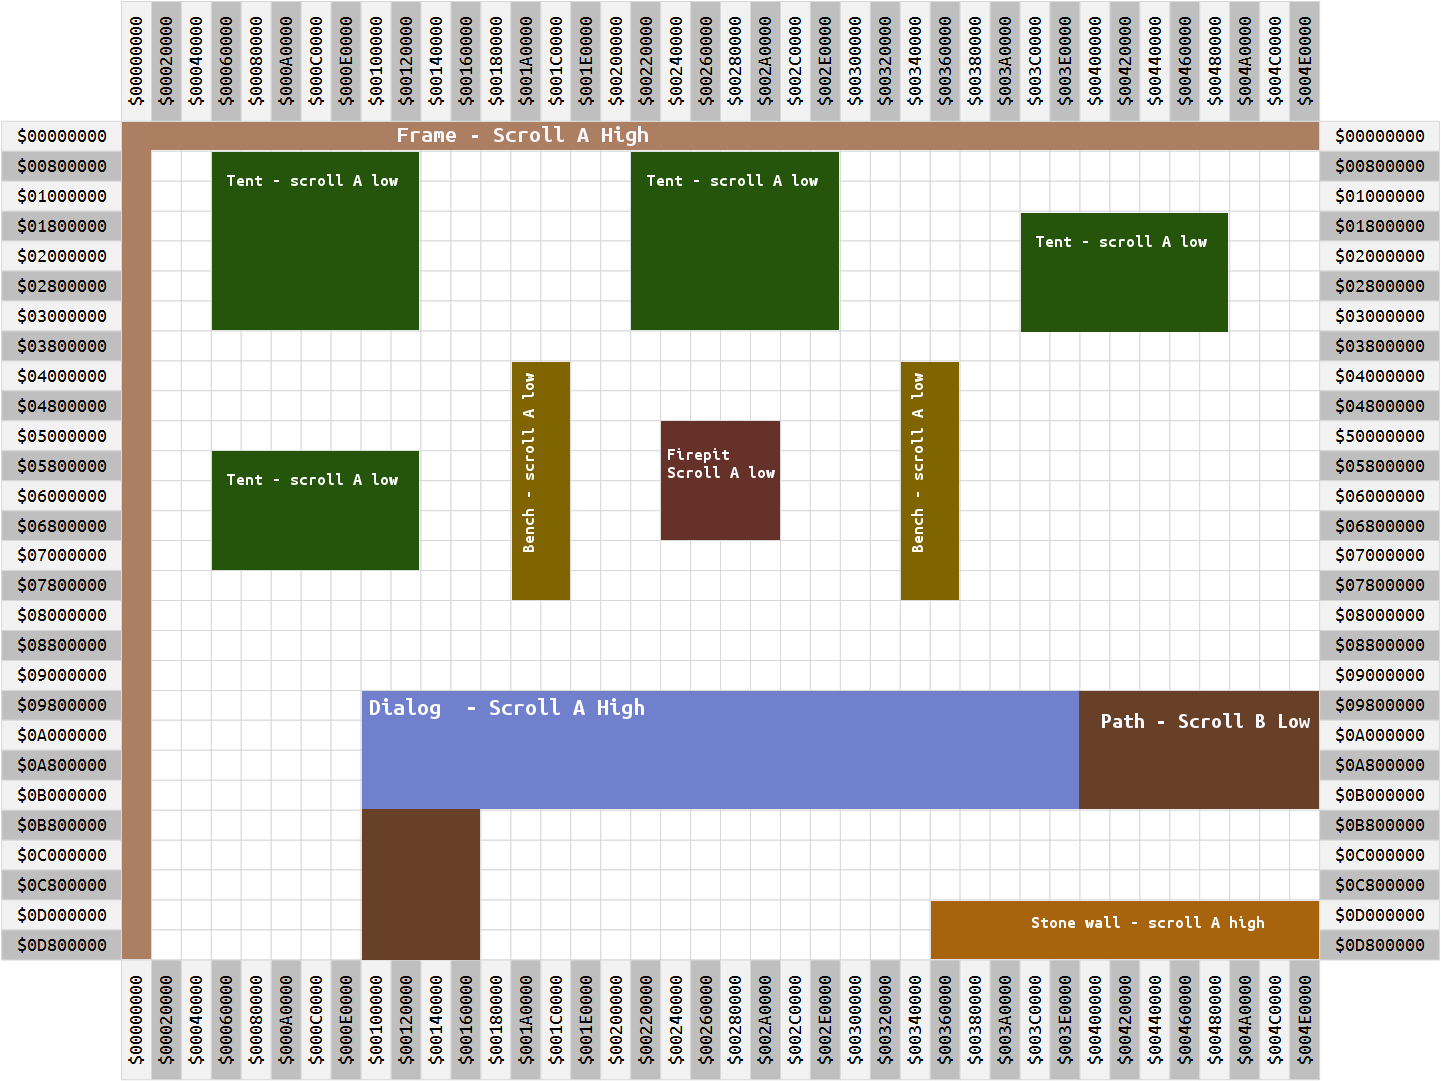 $00000000 $00020000 $00040000 $00060000 $00080000 $000A0000 $000C0000 $000E0000 $00100000 $00120000 $00140000 $00160000 $00180000 $001A0000 $001C0000 $001E0000 $00200000 $00220000 $00240000 $00260000 $00280000 $002A0000 $002C0000 $002E0000 $00300000 $00320000 $00340000 $00360000 $00380000 $003A0000 $003C0000 $003E0000 $00400000 $00420000 $00440000 $00460000 $00480000 $004A0000 $004C0000 $004E0000
$00000000 Frame - Scroll A High $00000000
$00800000 Tent - scroll A low Tent - scroll A low $00800000
$01000000 $01000000
$01800000 Tent - scroll A low $01800000
$02000000 $02000000
$02800000 $02800000
$03000000 $03000000
$03800000 $03800000
$04000000 Bench - scroll A low Bench - scroll A low $04000000
$04800000 $04800000
$05000000 Firepit $50000000
$05800000 Tent - scroll A low Scroll A low $05800000
$06000000 $06000000
$06800000 $06800000
$07000000 $07000000
$07800000 $07800000
$08000000 $08000000
$08800000 $08800000
$09000000 $09000000
$09800000 Dialog  - Scroll A High Path - Scroll B Low $09800000
$0A000000 $0A000000
$0A800000 $0A800000
$0B000000 $0B000000
$0B800000 $0B800000
$0C000000 $0C000000
$0C800000 $0C800000
$0D000000 Stone wall - scroll A high $0D000000
$0D800000 $0D800000
$00000000 $00020000 $00040000 $00060000 $00080000 $000A0000 $000C0000 $000E0000 $00100000 $00120000 $00140000 $00160000 $00180000 $001A0000 $001C0000 $001E0000 $00200000 $00220000 $00240000 $00260000 $00280000 $002A0000 $002C0000 $002E0000 $00300000 $00320000 $00340000 $00360000 $00380000 $003A0000 $003C0000 $003E0000 $00400000 $00420000 $00440000 $00460000 $00480000 $004A0000 $004C0000 $004E0000